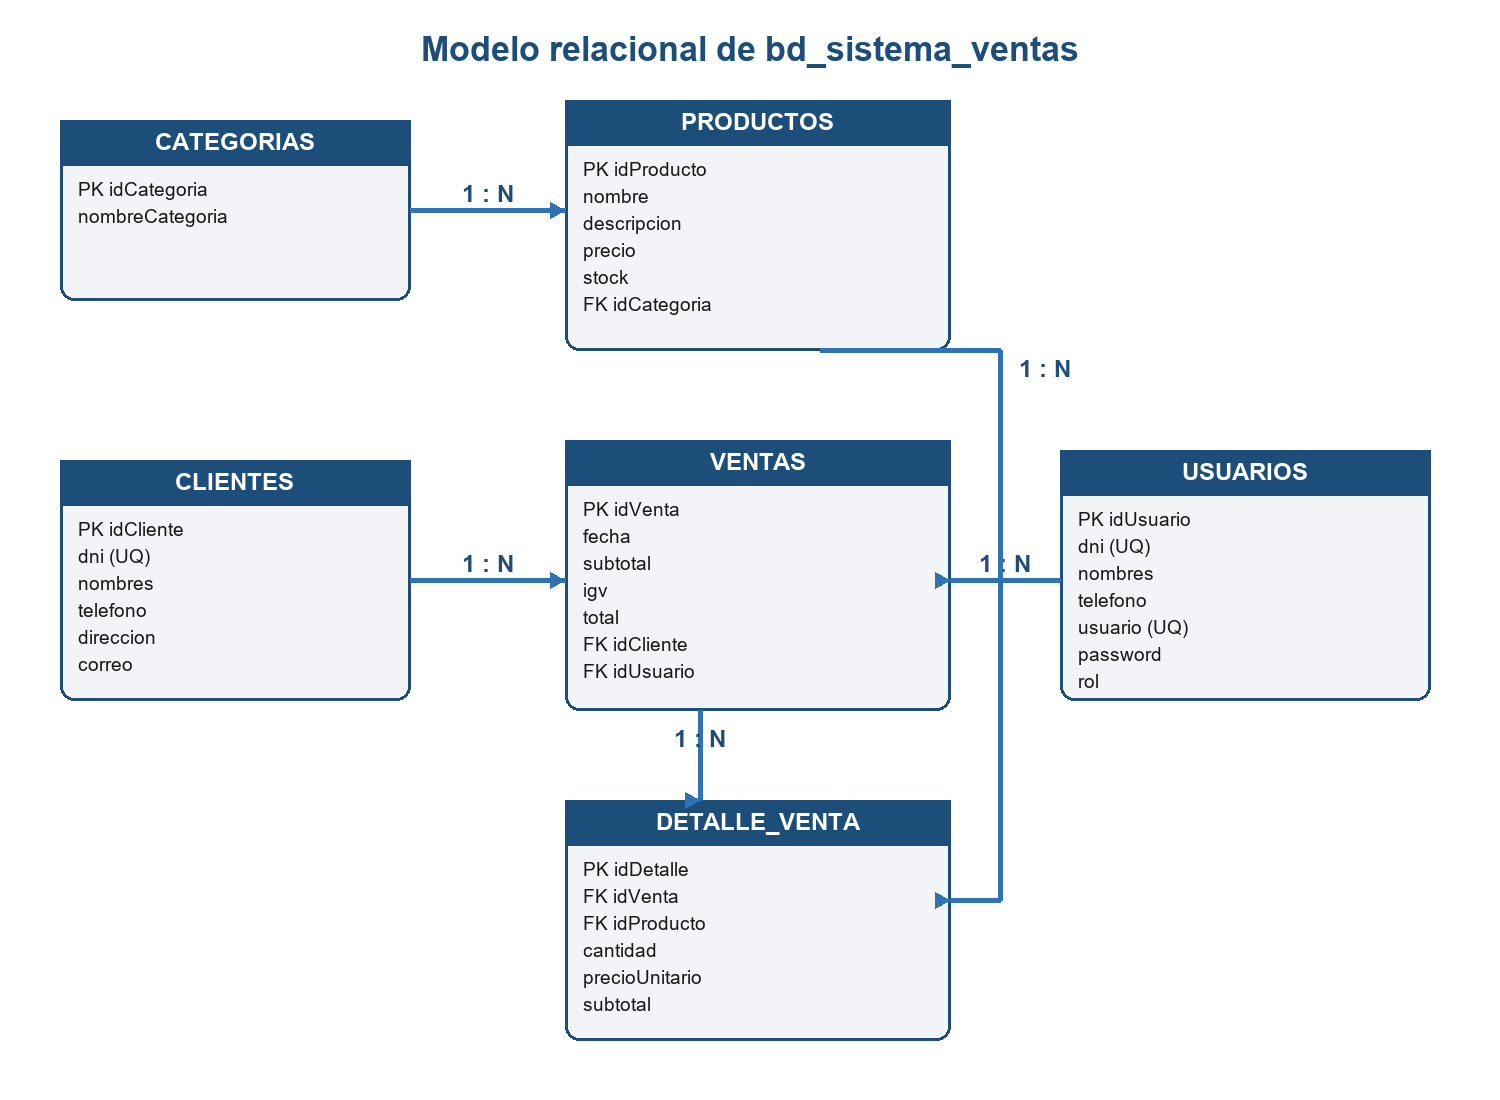 Modelo relacional de bd_sistema_ventas
CATEGORIAS
PK idCategoria
nombreCategoria
1 : N
PRODUCTOS
PK idProducto
nombre
descripcion
precio
stock
FK idCategoria
1 : N
CLIENTES
PK idCliente
dni (UQ)
nombres
telefono
direccion
correo
1 : N
VENTAS
PK idVenta
fecha
subtotal
igv
total
FK idCliente
FK idUsuario
1 : N
USUARIOS
PK idUsuario
dni (UQ)
nombres
telefono
usuario (UQ)
password
rol
1 : N
DETALLE_VENTA
PK idDetalle
FK idVenta
FK idProducto
cantidad
precioUnitario
subtotal